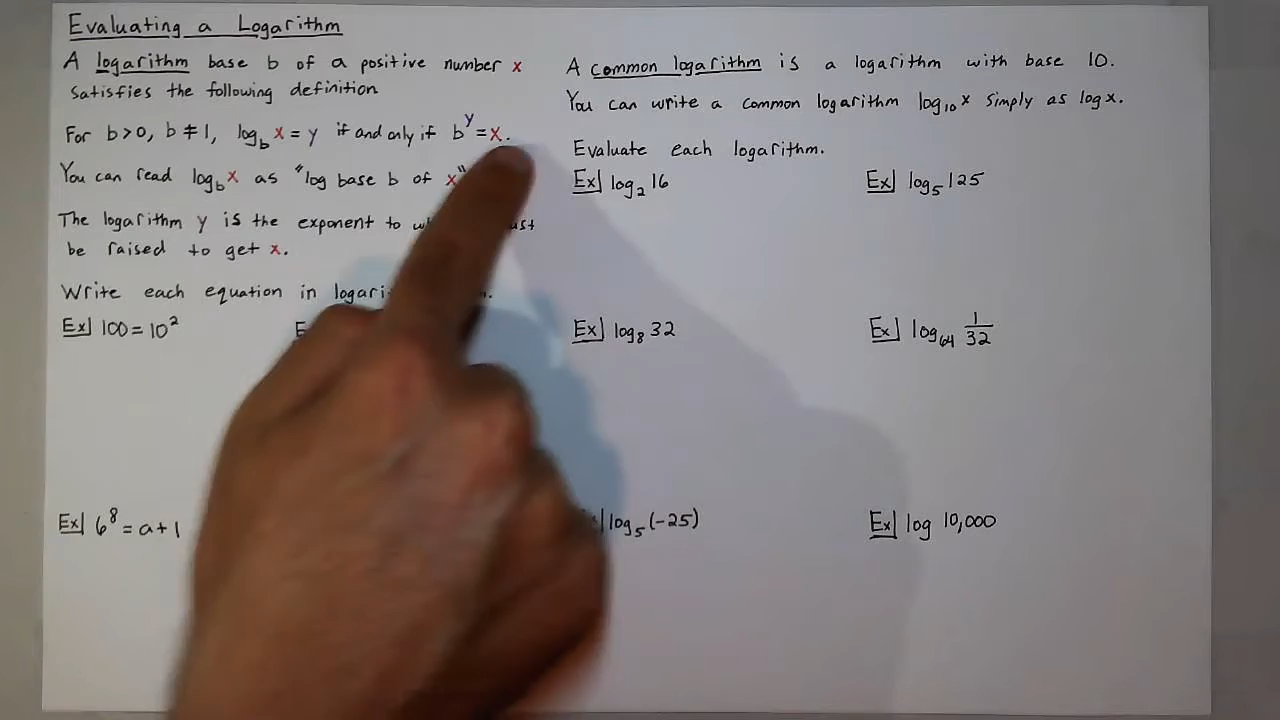 Evaluating a Logarithm
A logarithm base b of a positive number x
satisfies the following definition
For b > 0, b ≠ 1, log_b x = y if and only if b^y = x.
You can read log_b x as "log base b of x"
The logarithm y is the exponent to
be raised to get x.
Write each equation in
Ex] 100 = 10^2
Ex] 6^8 = a + 1
A common logarithm is a logarithm with base 10.
You can write a common logarithm log_10 x simply as log x.
Evaluate each logarithm.
Ex] log_2 16
Ex] log_5 125
Ex] log_8 32
Ex] log_64 1/32
log_5 (-25)
Ex] log 10,000